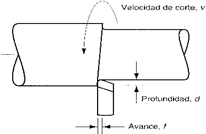 Velocidad de corte, v
Profundidad, d
Avance, f